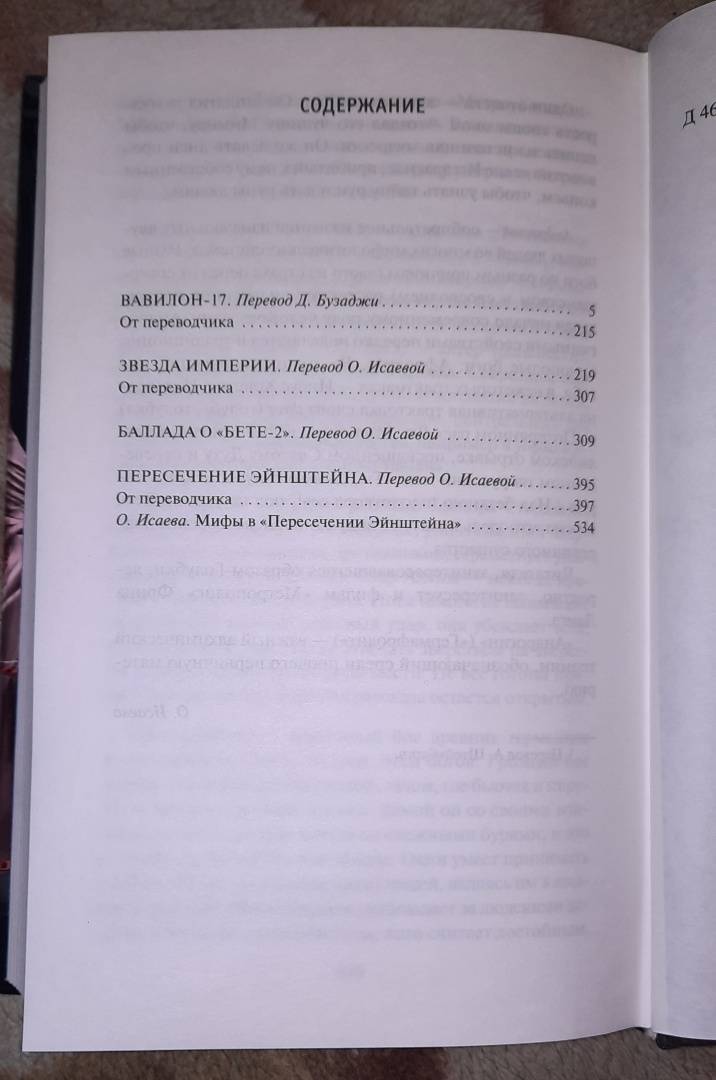 СОДЕРЖАНИЕ
ВАВИЛОН-17. Перевод Д. Бузаджи . . . . . . . . . . . . . . . . . . . . . . . 5
От переводчика . . . . . . . . . . . . . . . . . . . . . . . . . . . . . . . . . . . . . . . . 215
ЗВЕЗДА ИМПЕРИИ. Перевод О. Исаевой . . . . . . . . . . . . . . . . . 219
От переводчика . . . . . . . . . . . . . . . . . . . . . . . . . . . . . . . . . . . . . . . . 307
БАЛЛАДА О «БЕТЕ-2». Перевод О. Исаевой . . . . . . . . . . . . . . . 309
ПЕРЕСЕЧЕНИЕ ЭЙНШТЕЙНА. Перевод О. Исаевой . . . . . . . 395
От переводчика . . . . . . . . . . . . . . . . . . . . . . . . . . . . . . . . . . . . . . . . 397
О. Исаева. Мифы в «Пересечении Эйнштейна» . . . . . . . . . . . . 534
Д 46